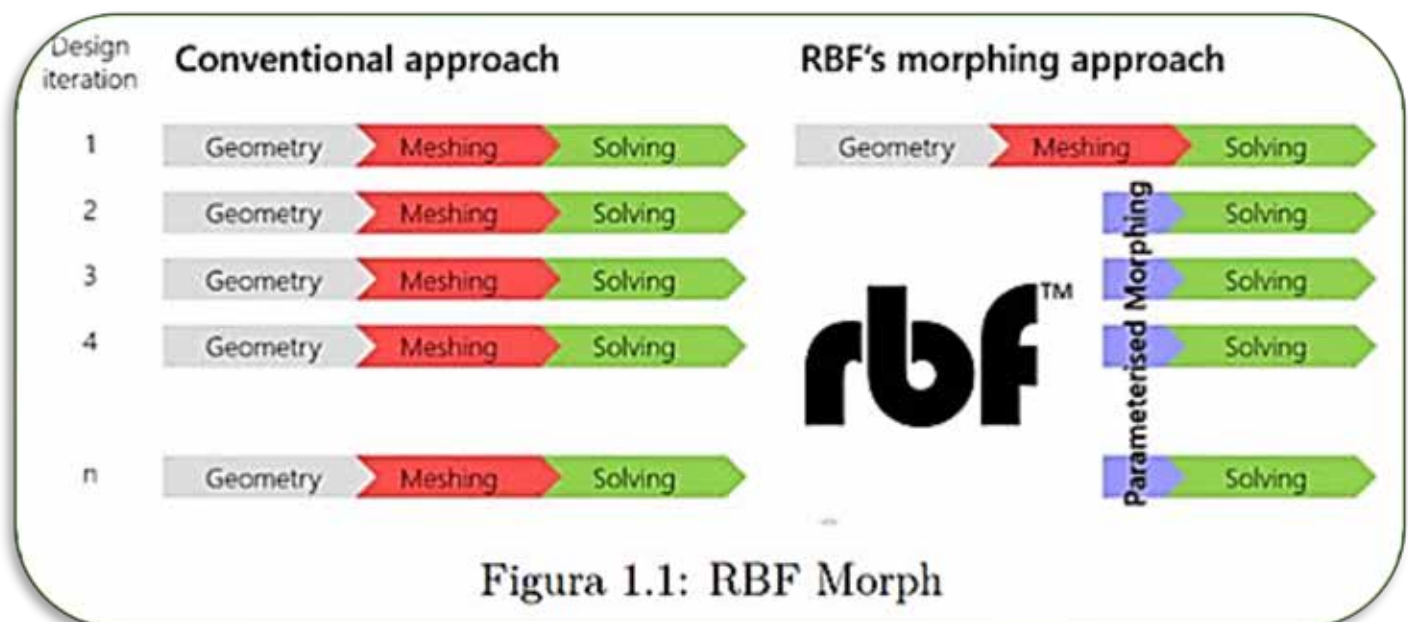 Design
iteration
Conventional approach
RBF's morphing approach
1
Geometry Meshing Solving
Geometry Meshing Solving
2
Geometry Meshing Solving
Solving
3
Geometry Meshing Solving
Solving
4
Geometry Meshing Solving
Solving
n
Geometry Meshing Solving
Solving
Parameterised Morphing
rbf™
Figura 1.1: RBF Morph